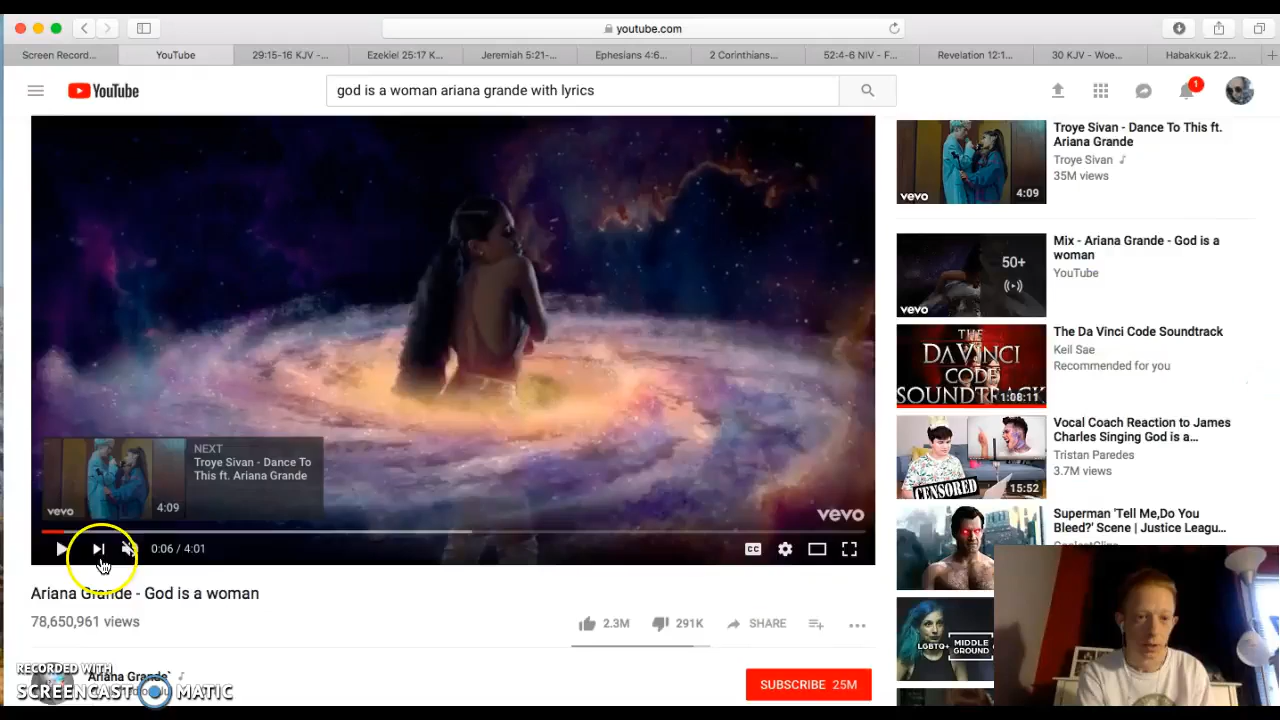 youtube.com
Screen Record...
YouTube
29:15-16 KJV -...
Ezekiel 25:17 K...
Jeremiah 5:21-...
Ephesians 4:6...
2 Corinthians...
52:4-6 NIV - F...
Revelation 12:1...
30 KJV - Woe...
Habakkuk 2:2...
YouTube
god is a woman ariana grande with lyrics
1
NEXT
Troye Sivan - Dance To
This ft. Ariana Grande
vevo
4:09
vevo
0:06 / 4:01
CC
Ariana Grande - God is a woman
78,650,961 views
2.3M
291K
SHARE
Ariana Grande
SUBSCRIBE 25M
RECORDED WITH
SCREENCAST MATIC
Troye Sivan - Dance To This ft.
Ariana Grande
Troye Sivan
35M views
vevo
4:09
Mix - Ariana Grande - God is a
woman
YouTube
50+
vevo
The Da Vinci Code Soundtrack
Keil Sae
Recommended for you
THE
DA VINCI
CODE
SOUNDTRACK
1:08:11
Vocal Coach Reaction to James
Charles Singing God is a...
Tristan Paredes
3.7M views
CENSORED
15:52
Superman 'Tell Me,Do You
Bleed?' Scene | Justice Leagu...
LGBTQ+
MIDDLE
GROUND